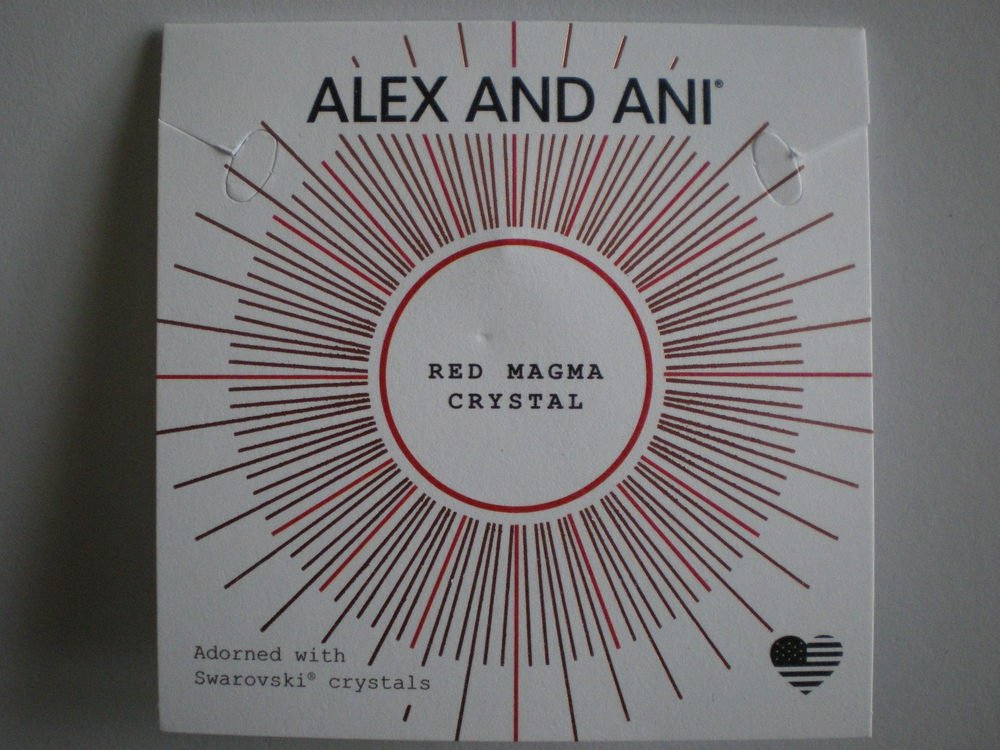 ALEX AND ANI®
RED MAGMA
CRYSTAL
Adorned with
Swarovski® crystals